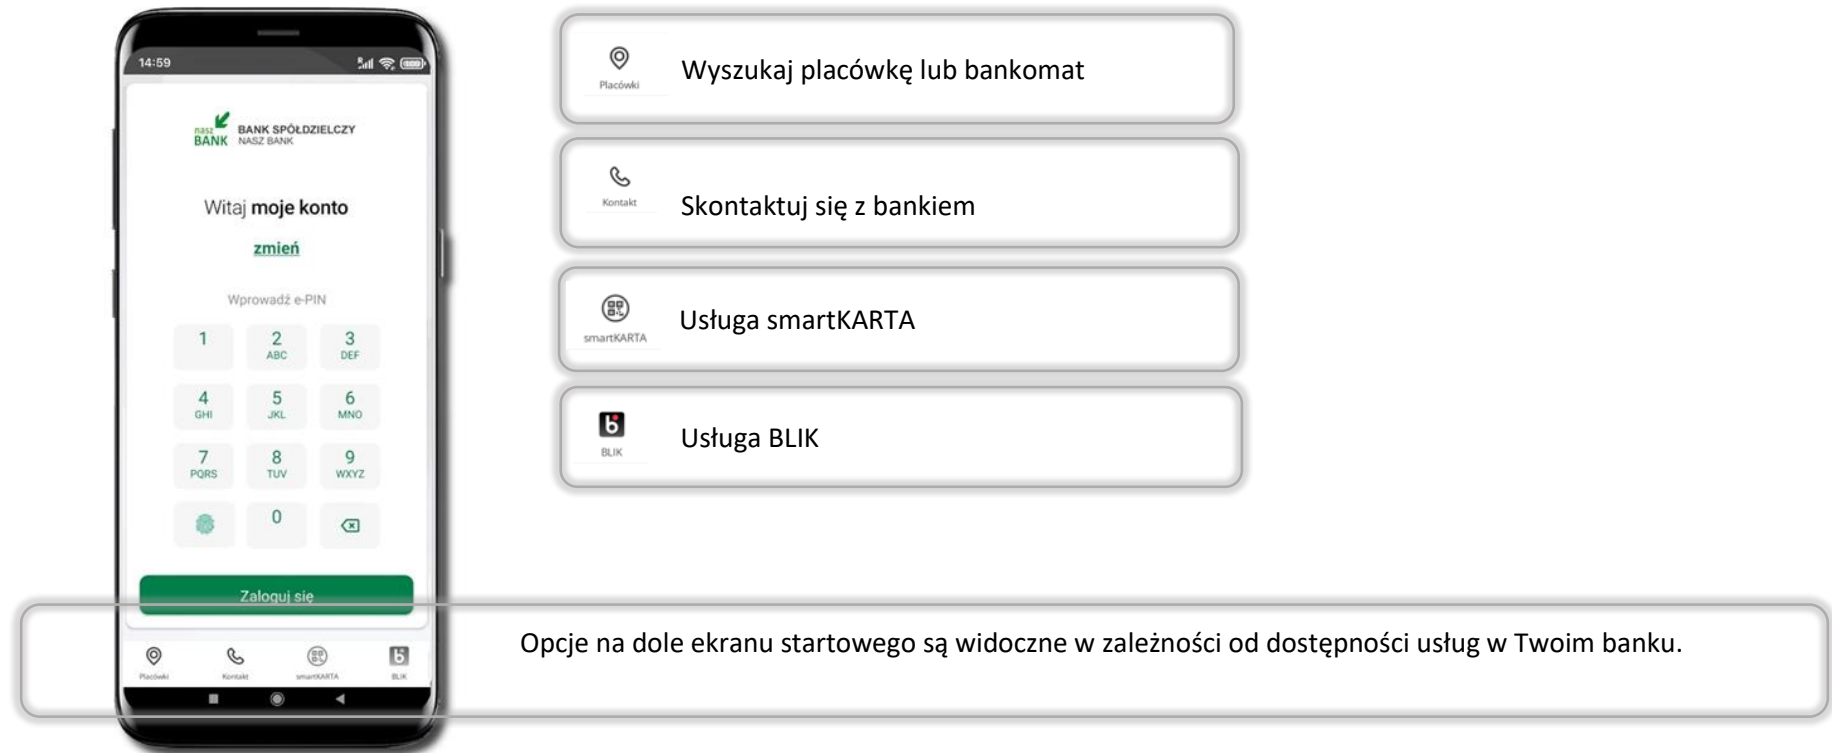 14:59
nasz
BANK
BANK SPÓŁDZIELCZY
NASZ BANK
Witaj moje konto
zmień
Wprowadź e-PIN
1
2
ABC
3
DEF
4
GHI
5
JKL
6
MNO
7
PQRS
8
TUV
9
WXYZ
0
Zaloguj się
Placówki
Kontakt
smartKARTA
BLIK
Placówki
Wyszukaj placówkę lub bankomat
Kontakt
Skontaktuj się z bankiem
smartKARTA
Usługa smartKARTA
BLIK
Usługa BLIK
Opcje na dole ekranu startowego są widoczne w zależności od dostępności usług w Twoim banku.